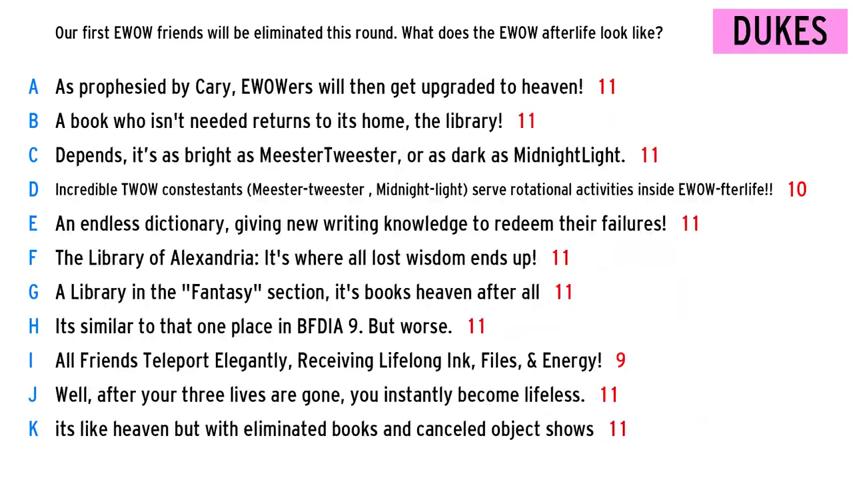 Our first EWOW friends will be eliminated this round. What does the EWOW afterlife look like?
DUKES
A As prophesied by Cary, EWOWers will then get upgraded to heaven! 11
B A book who isn't needed returns to its home, the library! 11
C Depends, it's as bright as MeesterTweester, or as dark as MidnightLight. 11
D Incredible TWOW constestants (Meester-tweester , Midnight-light) serve rotational activities inside EWOW-fterlife!! 10
E An endless dictionary, giving new writing knowledge to redeem their failures! 11
F The Library of Alexandria: It's where all lost wisdom ends up! 11
G A Library in the "Fantasy" section, it's books heaven after all 11
H Its similar to that one place in BFDIA 9. But worse. 11
I All Friends Teleport Elegantly, Receiving Lifelong Ink, Files, & Energy! 9
J Well, after your three lives are gone, you instantly become lifeless. 11
K its like heaven but with eliminated books and canceled object shows 11